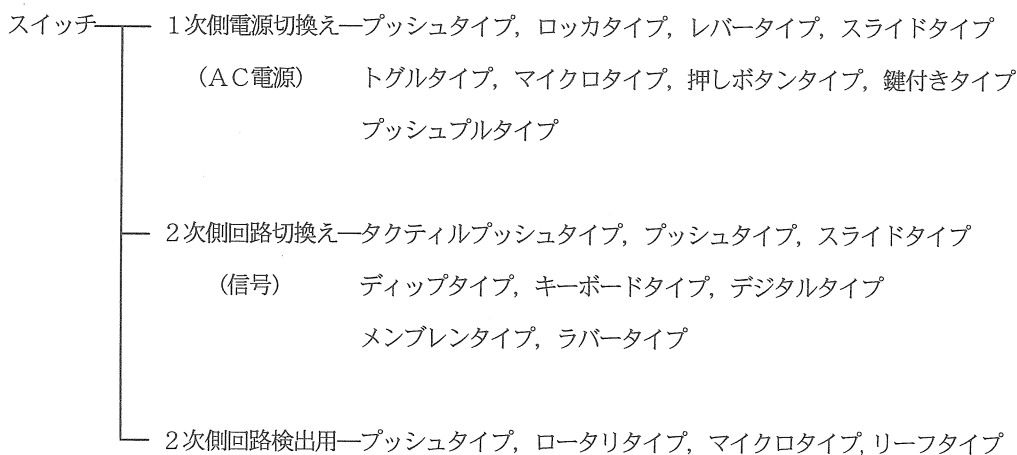 スイッチ 1次側電源切換え―プッシュタイプ，ロッカタイプ，レバータイプ，スライドタイプ
（ＡＣ電源） トグルタイプ，マイクロタイプ，押しボタンタイプ，鍵付きタイプ
プッシュプルタイプ
２次側回路切換え―タクティルプッシュタイプ，プッシュタイプ，スライドタイプ
（信号） ディップタイプ，キーボードタイプ，デジタルタイプ
メンブレンタイプ，ラバータイプ
２次側回路検出用―プッシュタイプ，ロータリタイプ，マイクロタイプ，リーフタイプ